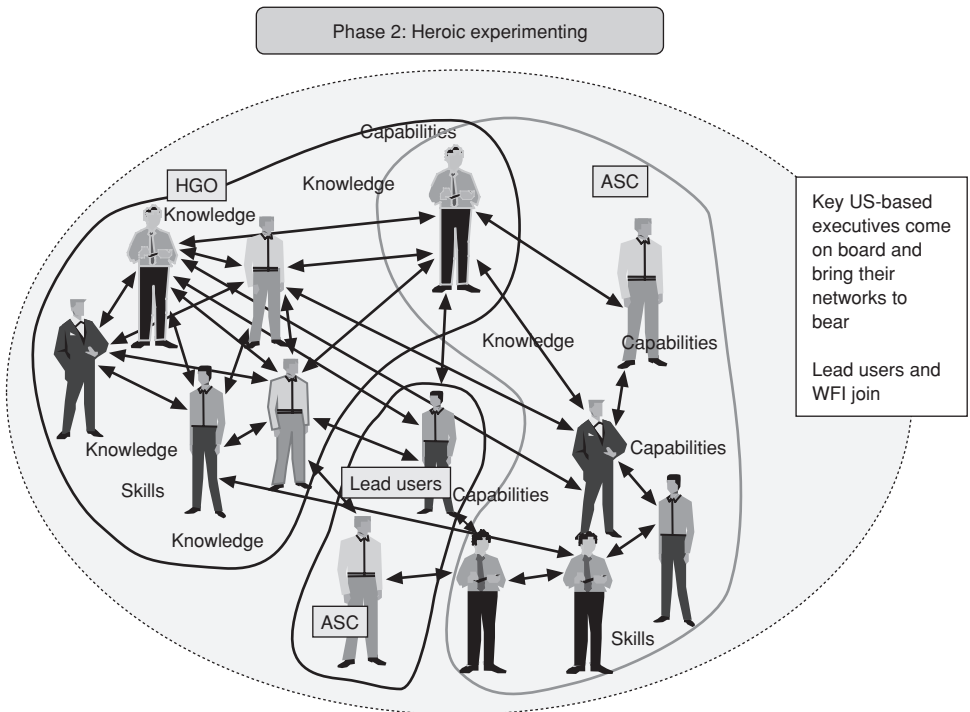 Phase 2: Heroic experimenting
Capabilities
HGO
Knowledge
ASC
Knowledge
Key US-based
executives come
on board and
bring their
networks to
bear
Lead users and
WFI join
Knowledge
Capabilities
Knowledge
Capabilities
Skills
Lead users
Capabilities
Knowledge
ASC
Skills